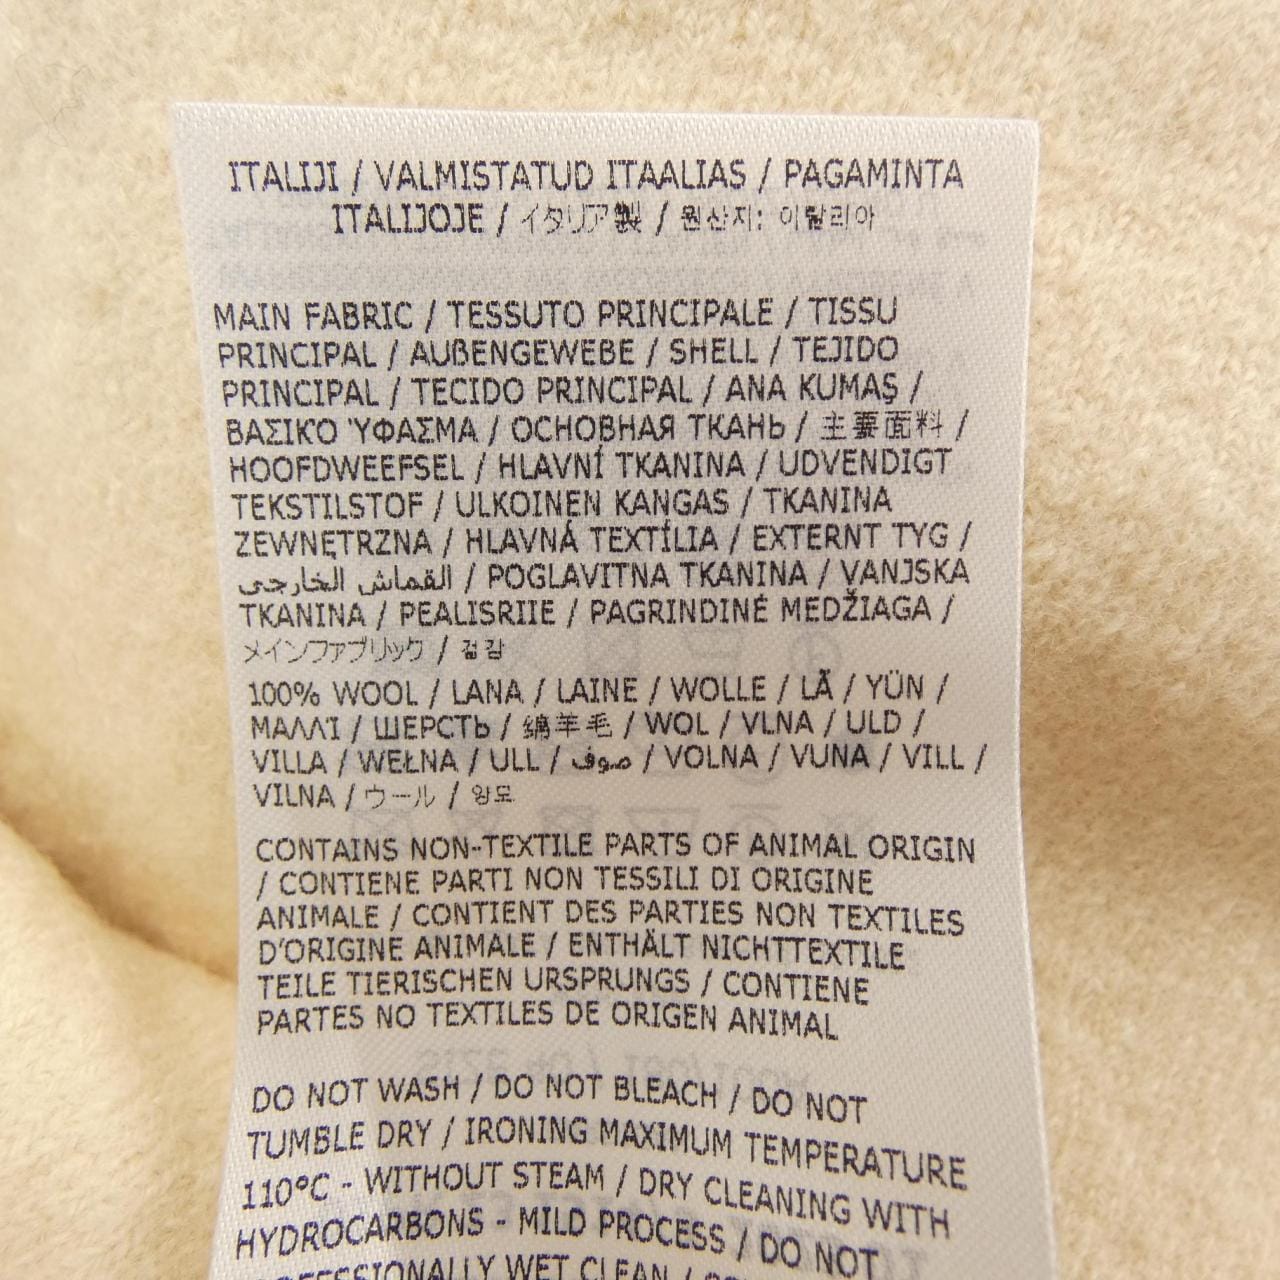 ITALIJI / VALMISTATUD ITAALIAS / PAGAMINTA
ITALIJOJE / イタリア製 / 원산지: 이탈리아
MAIN FABRIC / TESSUTO PRINCIPALE / TISSU
PRINCIPAL / AUßENGEWEBE / SHELL / TEJIDO
PRINCIPAL / TECIDO PRINCIPAL / ANA KUMAŞ /
ΒΑΣΙΚΌ ΎΦΑΣΜΑ / ОСНОВНАЯ ТКАНЬ / 主要面料 /
HOOFDWEEFSEL / HLAVNÍ TKANINA / UDVENDIGT
TEKSTILSTOF / ULKOINEN KANGAS / TKANINA
ZEWNĘTRZNA / HLAVNÁ TEXTÍLIA / EXTERNT TYG /
القماش الخارجي / POGLAVITNA TKANINA / VANJSKA
TKANINA / PEALISRIIE / PAGRINDINĖ MEDŽIAGA /
メインファブリック / 겉감
100% WOOL / LANA / LAINE / WOLLE / LÃ / YÜN /
ΜΑΛΛΊ / ШЕРСТЬ / 绵羊毛 / WOL / VLNA / ULD /
VILLA / WEŁNA / ULL / صوف / VOLNA / VUNA / VILL /
VILNA / ウール / 양모
CONTAINS NON-TEXTILE PARTS OF ANIMAL ORIGIN
/ CONTIENE PARTI NON TESSILI DI ORIGINE
ANIMALE / CONTIENT DES PARTIES NON TEXTILES
D'ORIGINE ANIMALE / ENTHÄLT NICHTTEXTILE
TEILE TIERISCHEN URSPRUNGS / CONTIENE
PARTES NO TEXTILES DE ORIGEN ANIMAL
DO NOT WASH / DO NOT BLEACH / DO NOT
TUMBLE DRY / IRONING MAXIMUM TEMPERATURE
110°C - WITHOUT STEAM / DRY CLEANING WITH
HYDROCARBONS - MILD PROCESS / DO NOT
PROFESSIONALLY WET CLEAN /